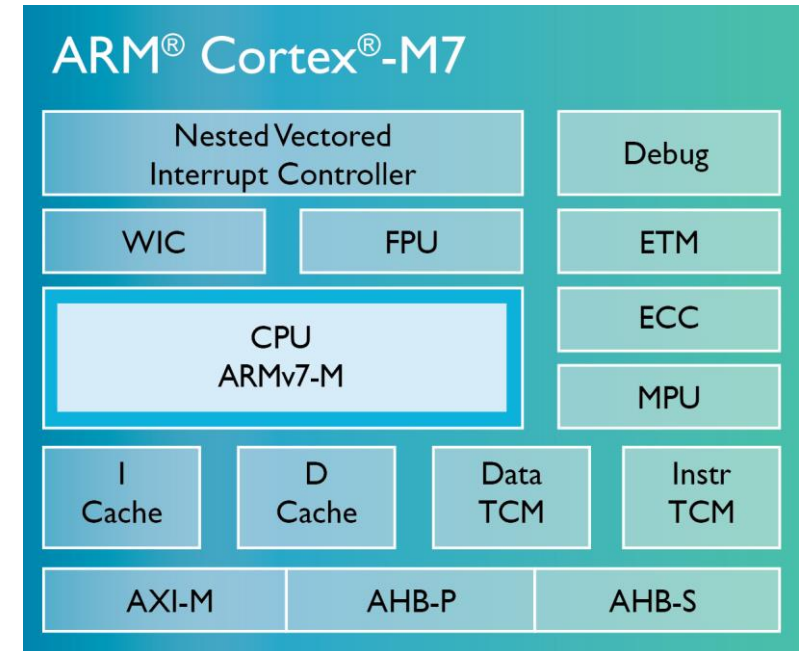 ARM® Cortex®-M7
Nested Vectored
Interrupt Controller
Debug
WIC
FPU
ETM
CPU
ARMv7-M
ECC
MPU
I
Cache
D
Cache
Data
TCM
Instr
TCM
AXI-M
AHB-P
AHB-S